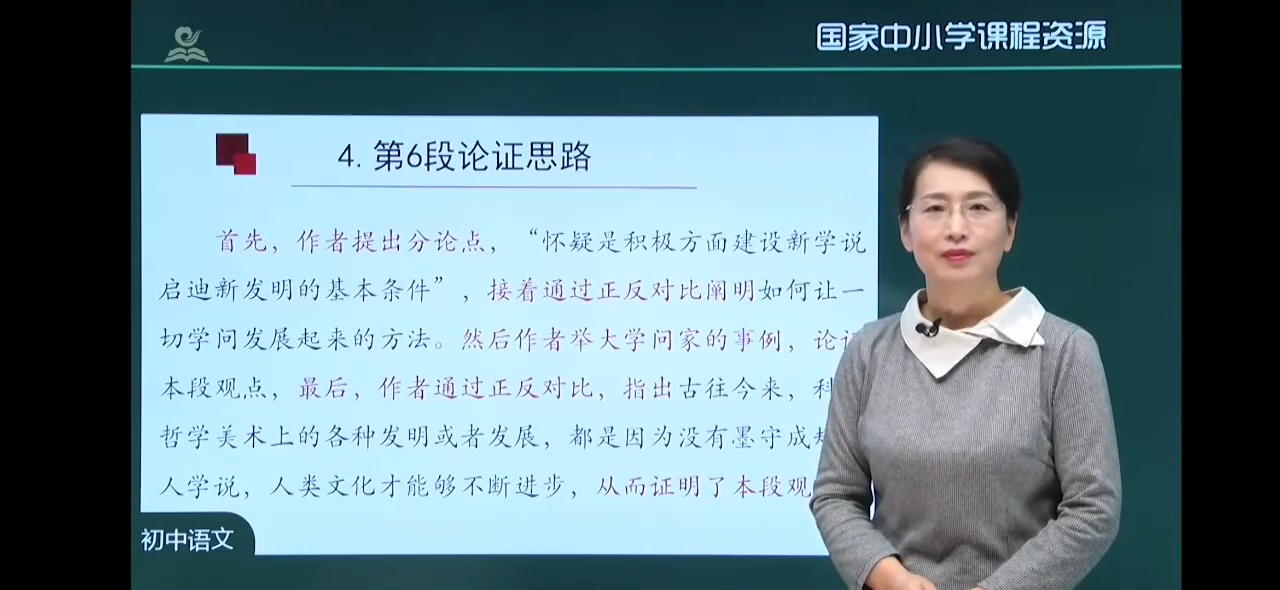 国家中小学课程资源
4. 第6段论证思路
首先，作者提出分论点，“怀疑是积极方面建设新学说
启迪新发明的基本条件”，接着通过正反对比阐明如何让一
切学问发展起来的方法。然后作者举大学问家的事例，论证
本段观点，最后，作者通过正反对比，指出古往今来，科
哲学美术上的各种发明或者发展，都是因为没有墨守成规
人学说，人类文化才能够不断进步，从而证明了本段观
初中语文